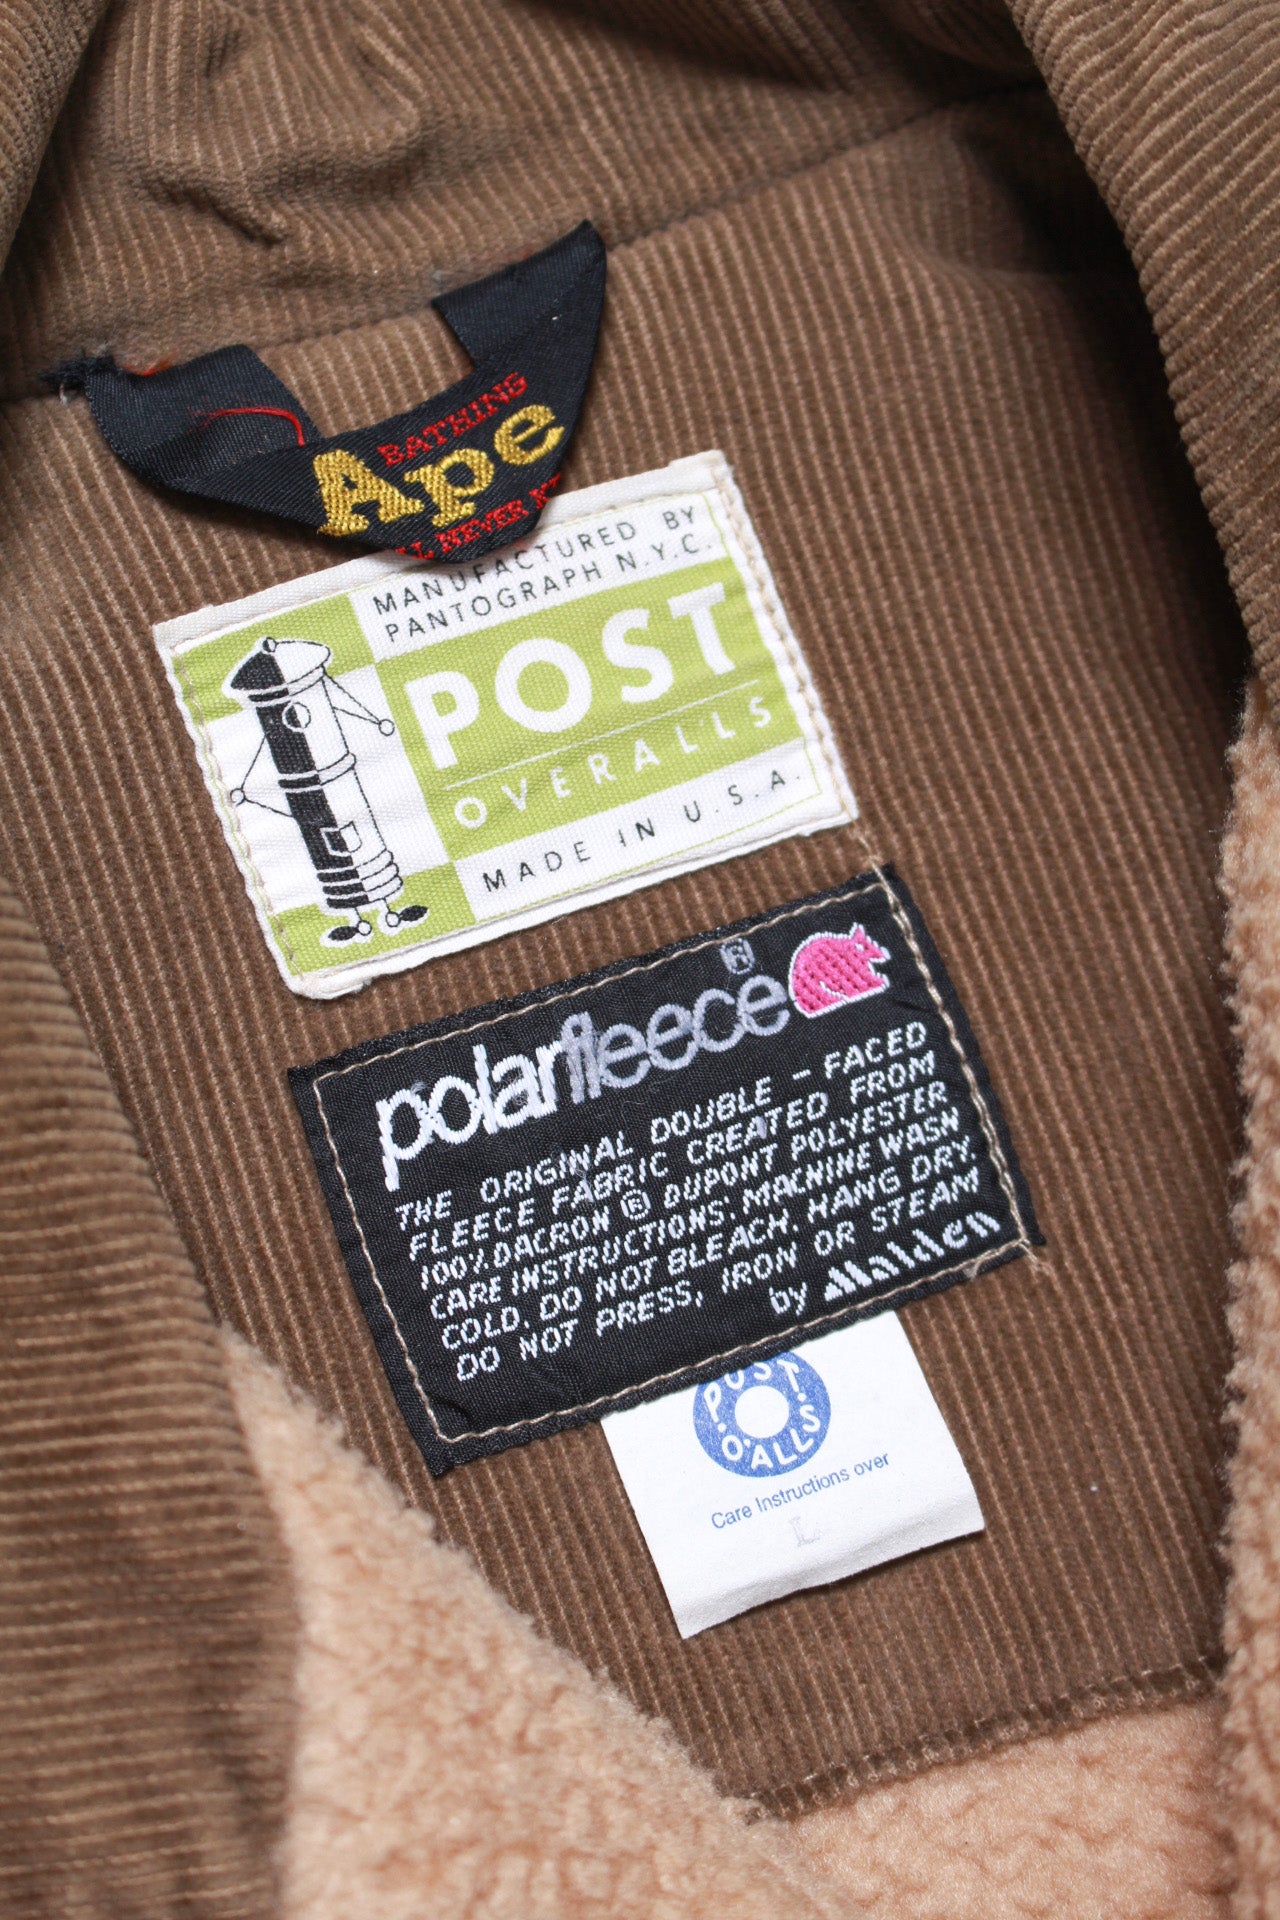 BATHING
Ape
NEVER
MANUFACTURED BY
PANTOGRAPH N.Y.C.
POST
OVERALLS
MADE IN U.S.A.
polarfleece®
THE ORIGINAL DOUBLE - FACED
FLEECE FABRIC CREATED FROM
100% DACRON ® DUPONT POLYESTER
CARE INSTRUCTIONS: MACHINE WASH
COLD. DO NOT BLEACH. HANG DRY.
DO NOT PRESS, IRON OR STEAM
by Malden
POST
O'ALLS
Care Instructions over
L